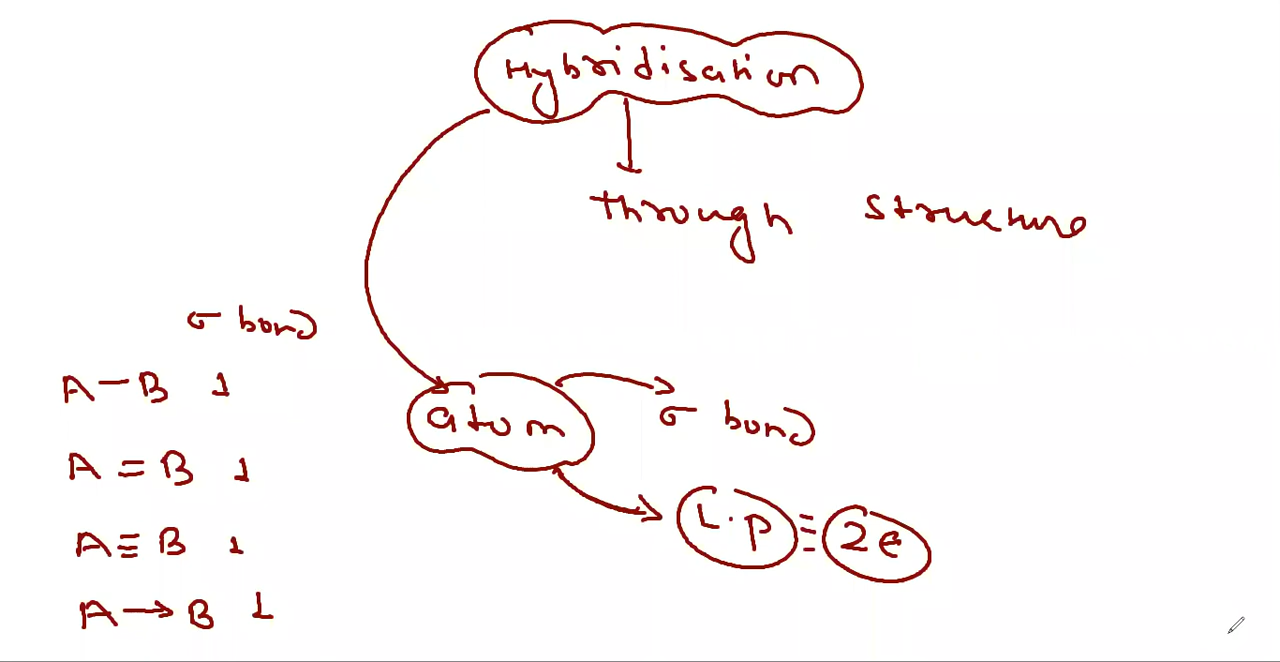 Hybridisation
through structure
σ bond
A − B 1
atom
σ bond
A = B 1
L.p ≡ 2e
A ≡ B 1
A → B 1